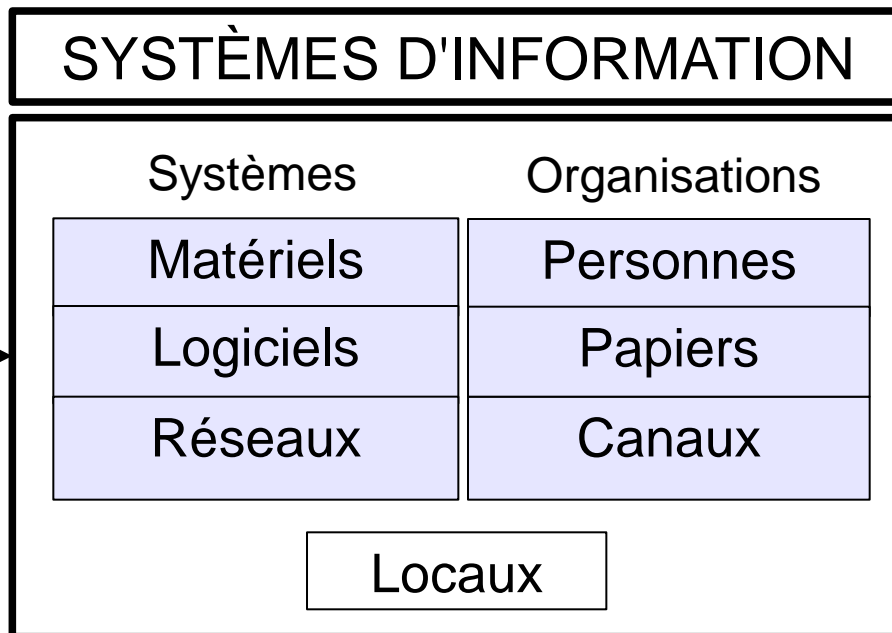 SYSTÈMES D'INFORMATION
Systèmes Organisations
Matériels Personnes
Logiciels Papiers
Réseaux Canaux
Locaux